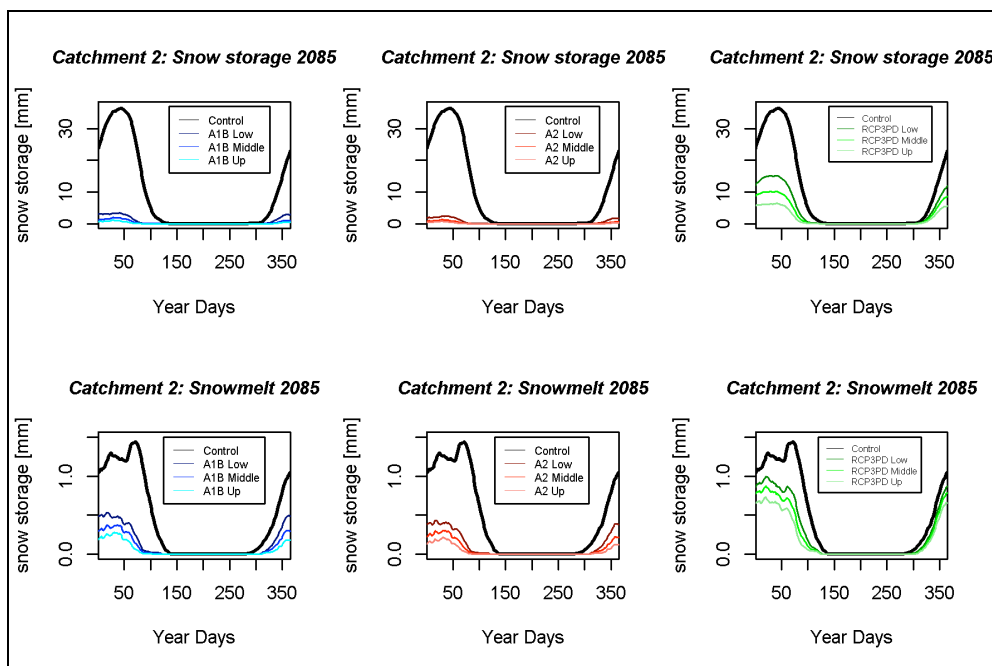 Catchment 2: Snow storage 2085
snow storage [mm]
30
10
0
Control
A1B Low
A1B Middle
A1B Up
50
150
250
350
Year Days
Catchment 2: Snow storage 2085
snow storage [mm]
30
10
0
Control
A2 Low
A2 Middle
A2 Up
50
150
250
350
Year Days
Catchment 2: Snow storage 2085
snow storage [mm]
30
10
0
Control
RCP3PD Low
RCP3PD Middle
RCP3PD Up
50
150
250
350
Year Days
Catchment 2: Snowmelt 2085
snow storage [mm]
1.0
0.0
Control
A1B Low
A1B Middle
A1B Up
50
150
250
350
Year Days
Catchment 2: Snowmelt 2085
snow storage [mm]
1.0
0.0
Control
A2 Low
A2 Middle
A2 Up
50
150
250
350
Year Days
Catchment 2: Snowmelt 2085
snow storage [mm]
1.0
0.0
Control
RCP3PD Low
RCP3PD Middle
RCP3PD Up
50
150
250
350
Year Days